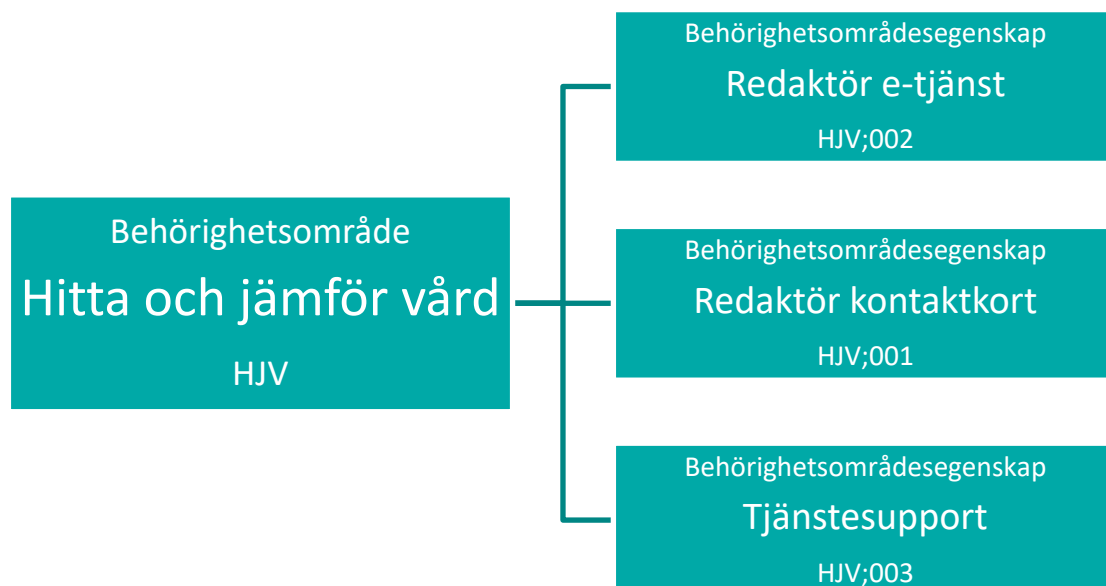 Behörighetsområde
Hitta och jämför vård
HJV
Behörighetsområdesegenskap
Redaktör e-tjänst
HJV;002
Behörighetsområdesegenskap
Redaktör kontaktkort
HJV;001
Behörighetsområdesegenskap
Tjänstesupport
HJV;003